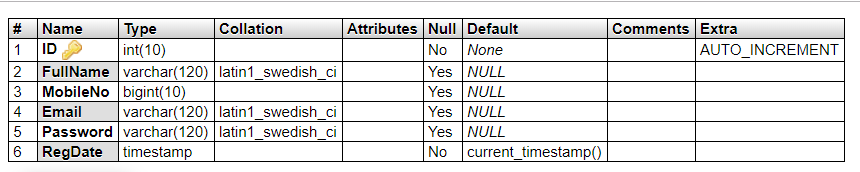 # Name Type Collation Attributes Null Default Comments Extra
1 ID int(10) No None AUTO_INCREMENT
2 FullName varchar(120) latin1_swedish_ci Yes NULL
3 MobileNo bigint(10) Yes NULL
4 Email varchar(120) latin1_swedish_ci Yes NULL
5 Password varchar(120) latin1_swedish_ci Yes NULL
6 RegDate timestamp No current_timestamp()